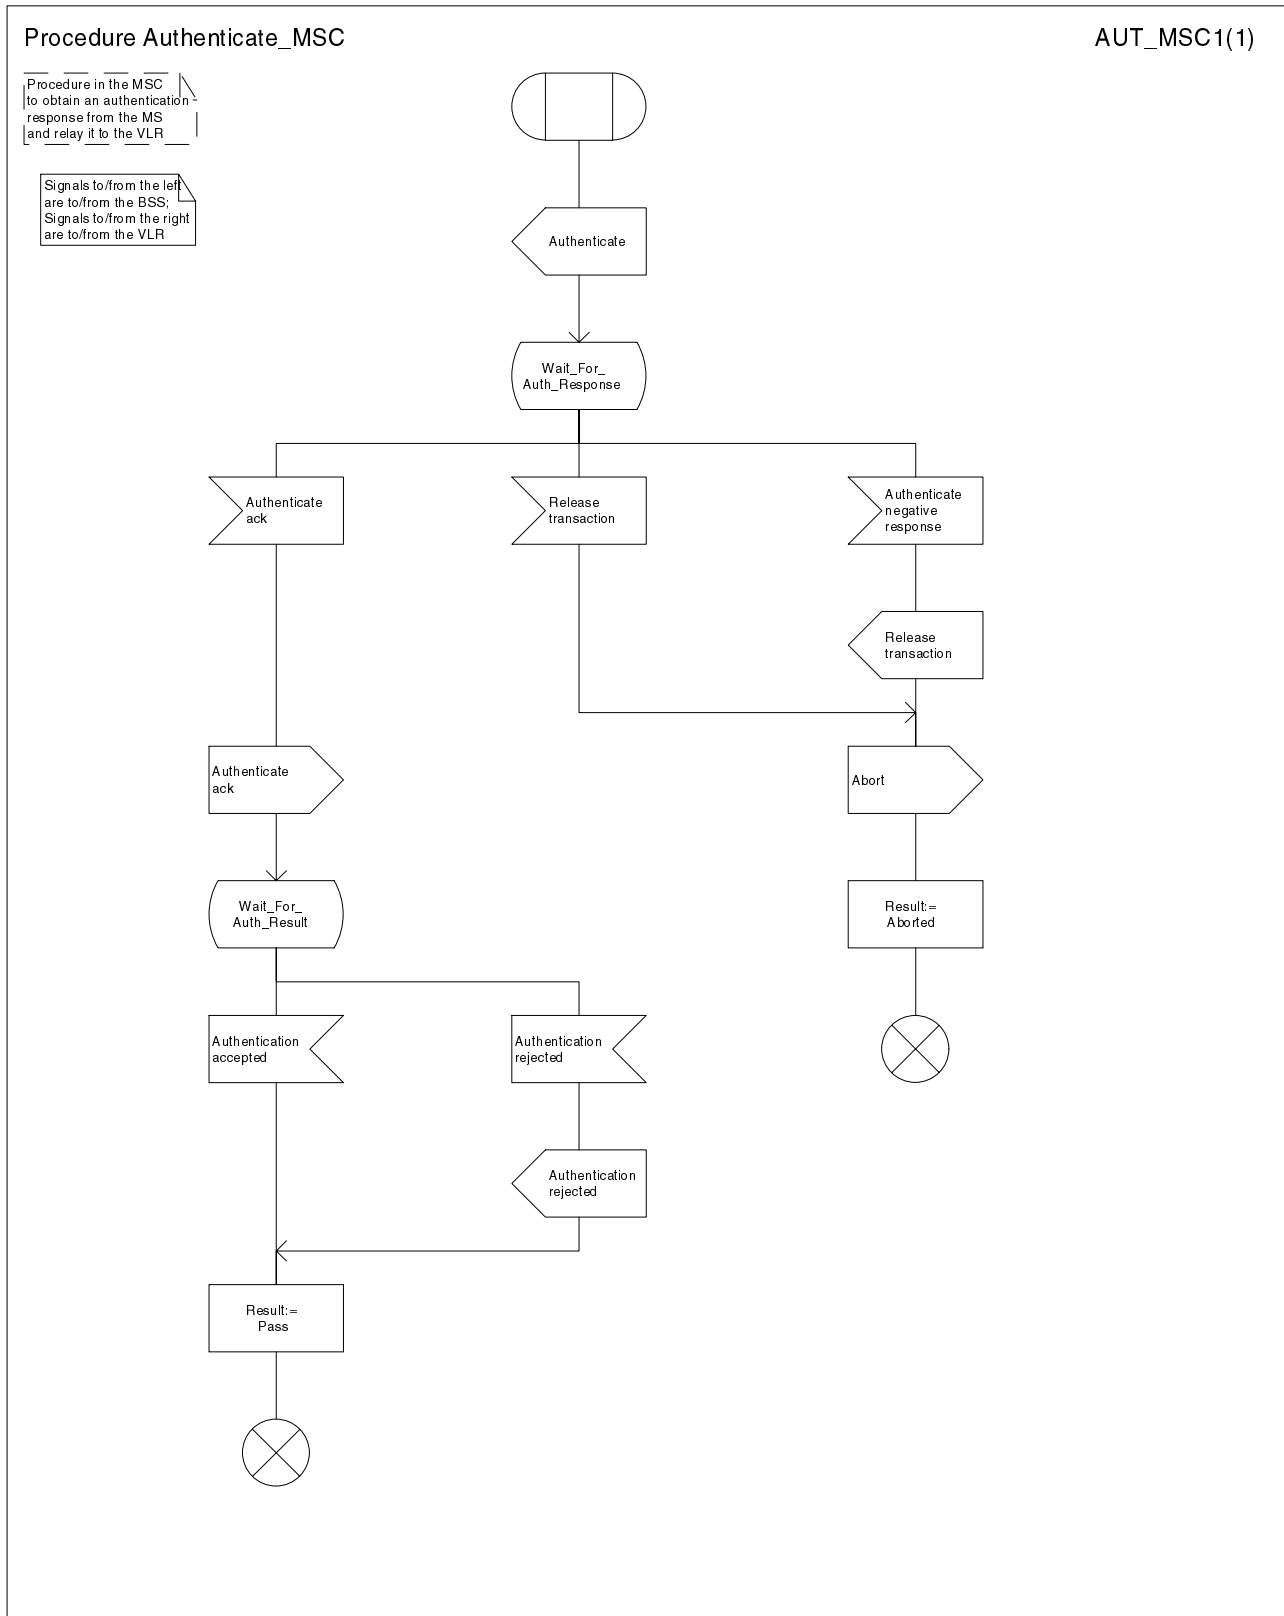 Procedure Authenticate_MSC
AUT_MSC1(1)
Procedure in the MSC
to obtain an authentication
response from the MS
and relay it to the VLR
Signals to/from the left
are to/from the BSS;
Signals to/from the right
are to/from the VLR
Authenticate
Wait_For_
Auth_Response
Authenticate
ack
Release
transaction
Authenticate
negative
response
Release
transaction
Authenticate
ack
Abort
Wait_For_
Auth_Result
Result:=
Aborted
Authentication
accepted
Authentication
rejected
Authentication
rejected
Result:=
Pass